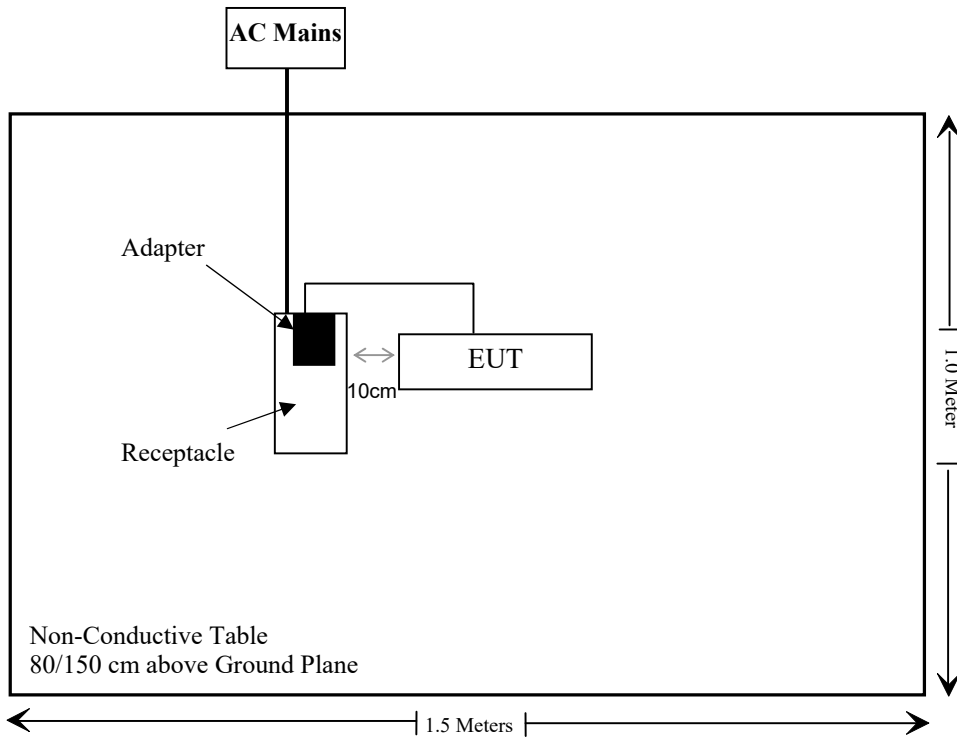 AC Mains
Adapter
EUT
10cm
Receptacle
1.0 Meter
Non-Conductive Table
80/150 cm above Ground Plane
1.5 Meters